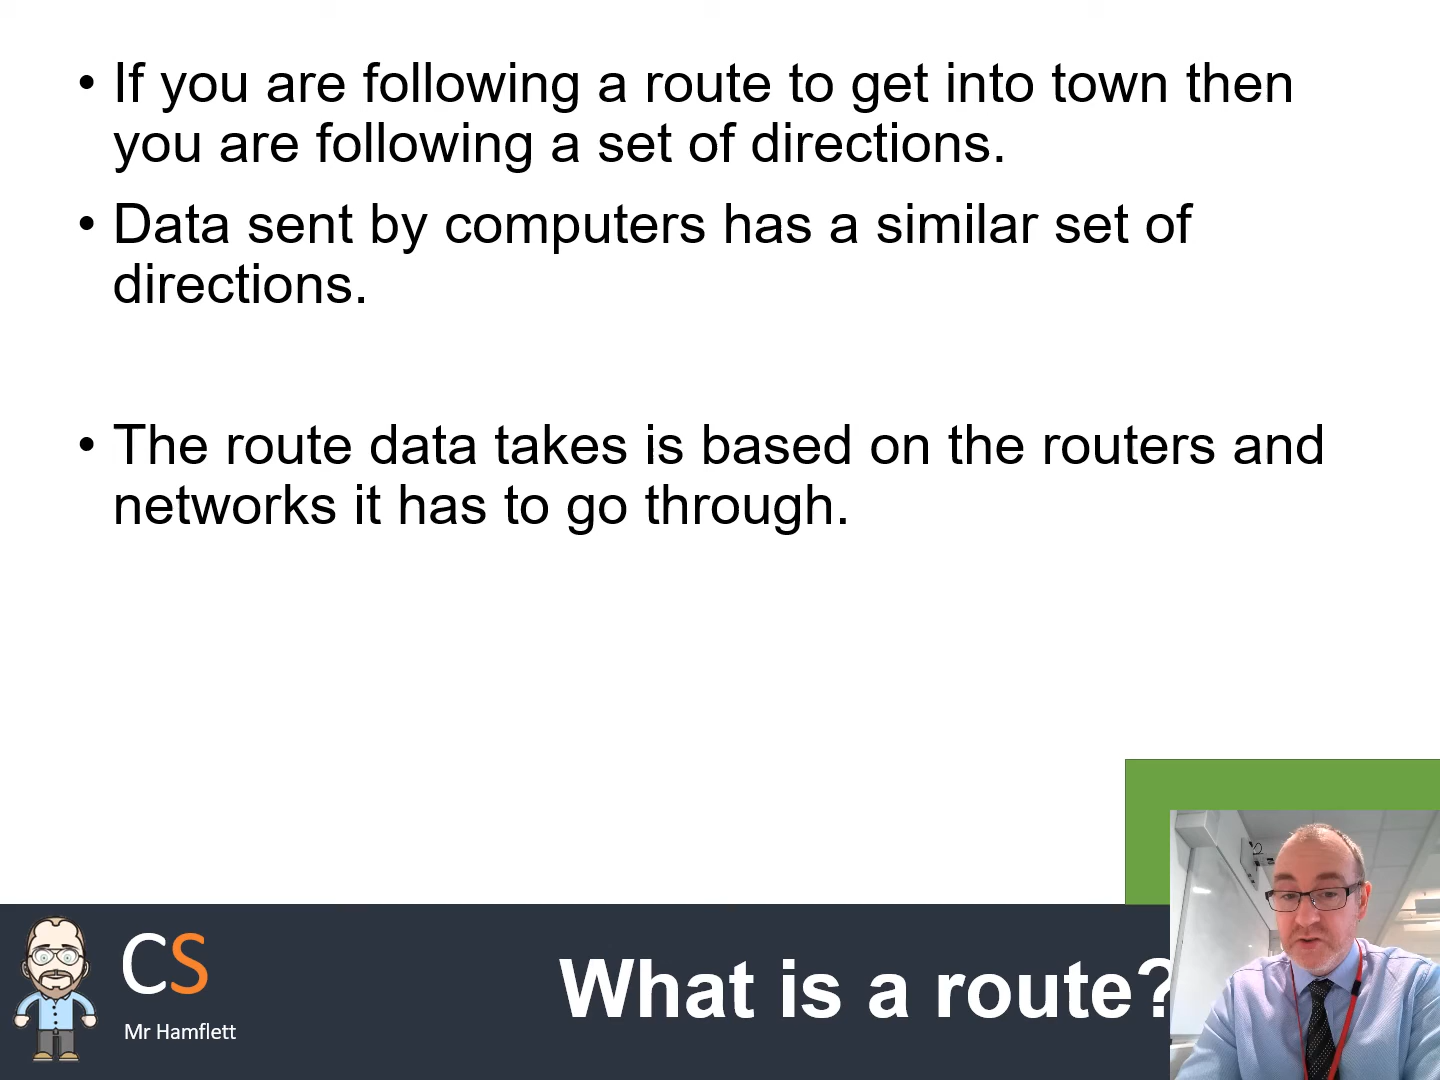 • If you are following a route to get into town then
you are following a set of directions.
• Data sent by computers has a similar set of
directions.
• The route data takes is based on the routers and
networks it has to go through.
CS
Mr Hamflett
What is a route?